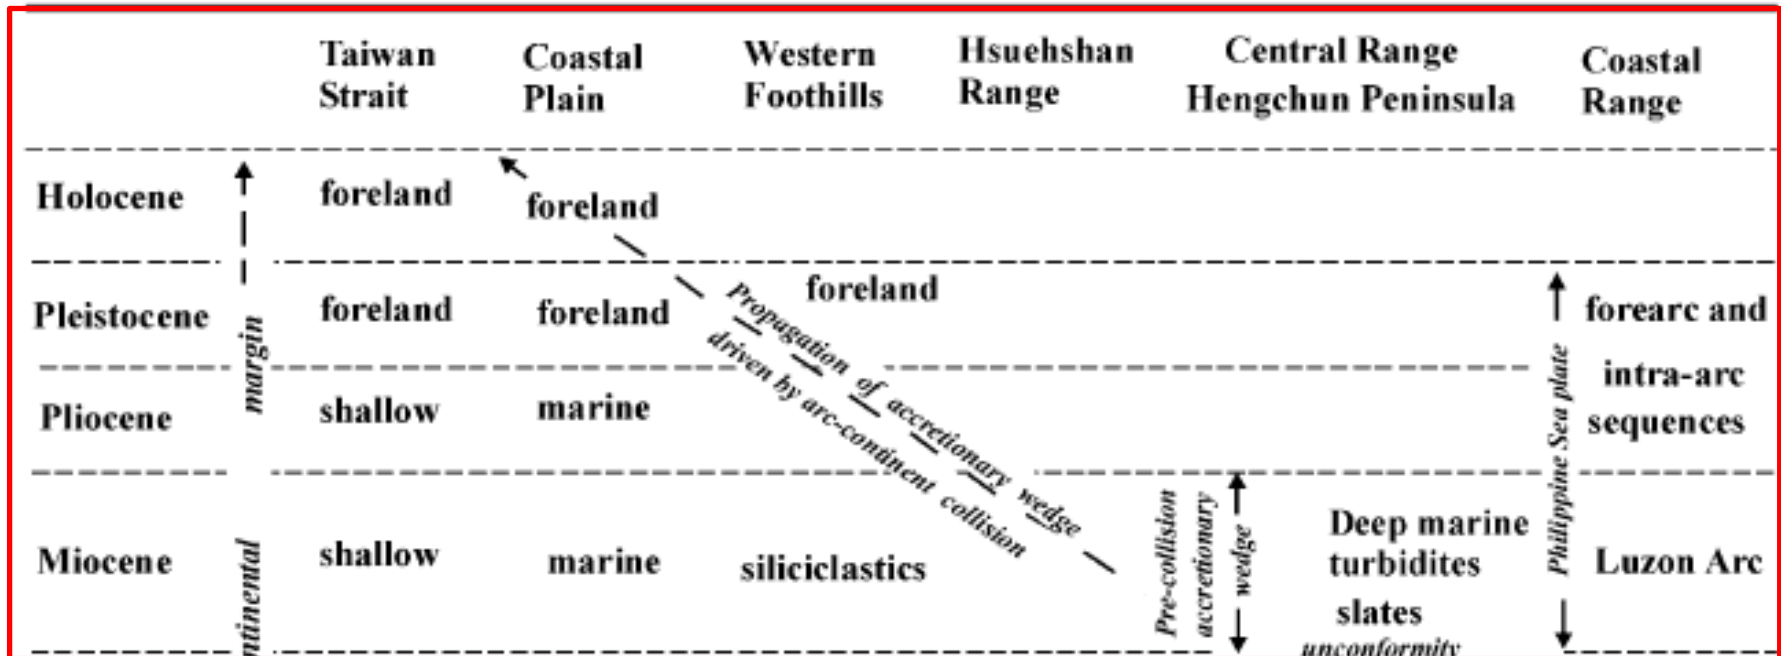 Taiwan Strait
Coastal Plain
Western Foothills
Hsuehshan Range
Central Range
Hengchun Peninsula
Coastal Range
Holocene
foreland
foreland
Pleistocene
foreland
foreland
foreland
forearc and
intra-arc
sequences
Pliocene
shallow
marine
Miocene
shallow
marine
siliciclastics
Deep marine
turbidites
slates
unconformity
Luzon Arc
margin
ntinental
Propagation of accretionary wedge
driven by arc-continent collision
Pre-collision
accretionary
wedge
Philippine Sea plate